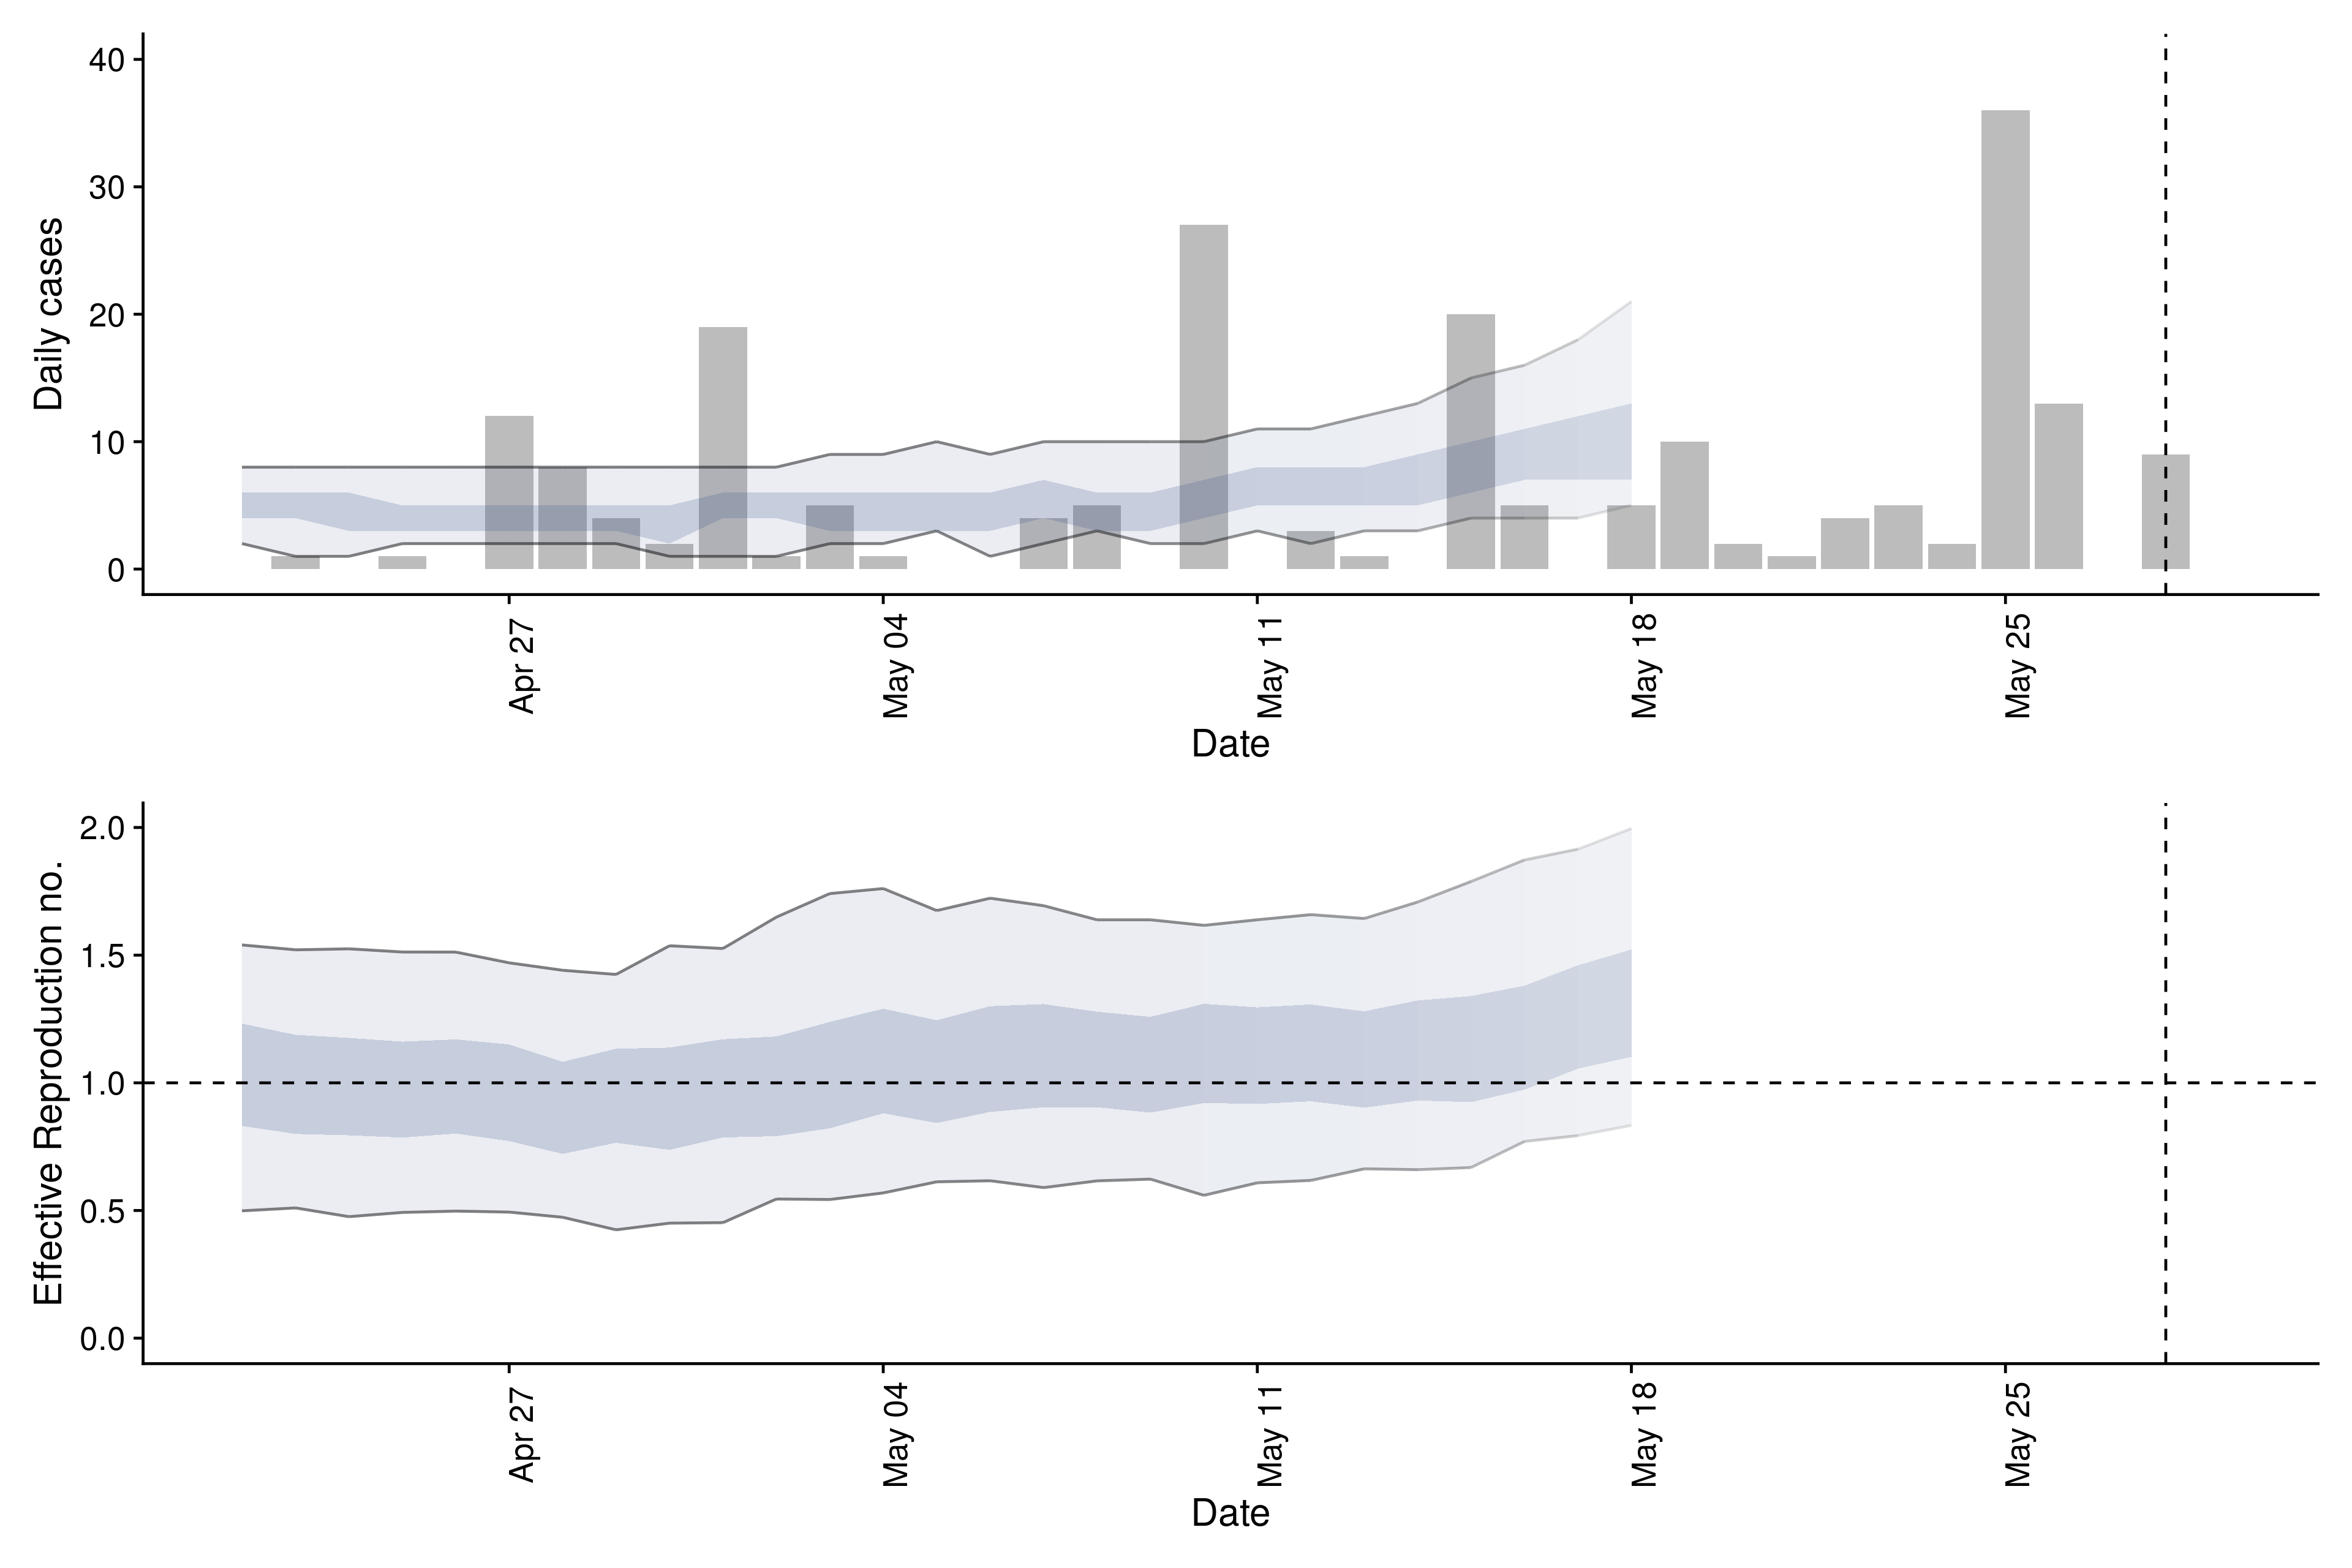 Daily cases
40
30
20
10
0
Apr 27
May 04
May 11
May 18
May 25
Date
Effective Reproduction no.
2.0
1.5
1.0
0.5
0.0
Apr 27
May 04
May 11
May 18
May 25
Date